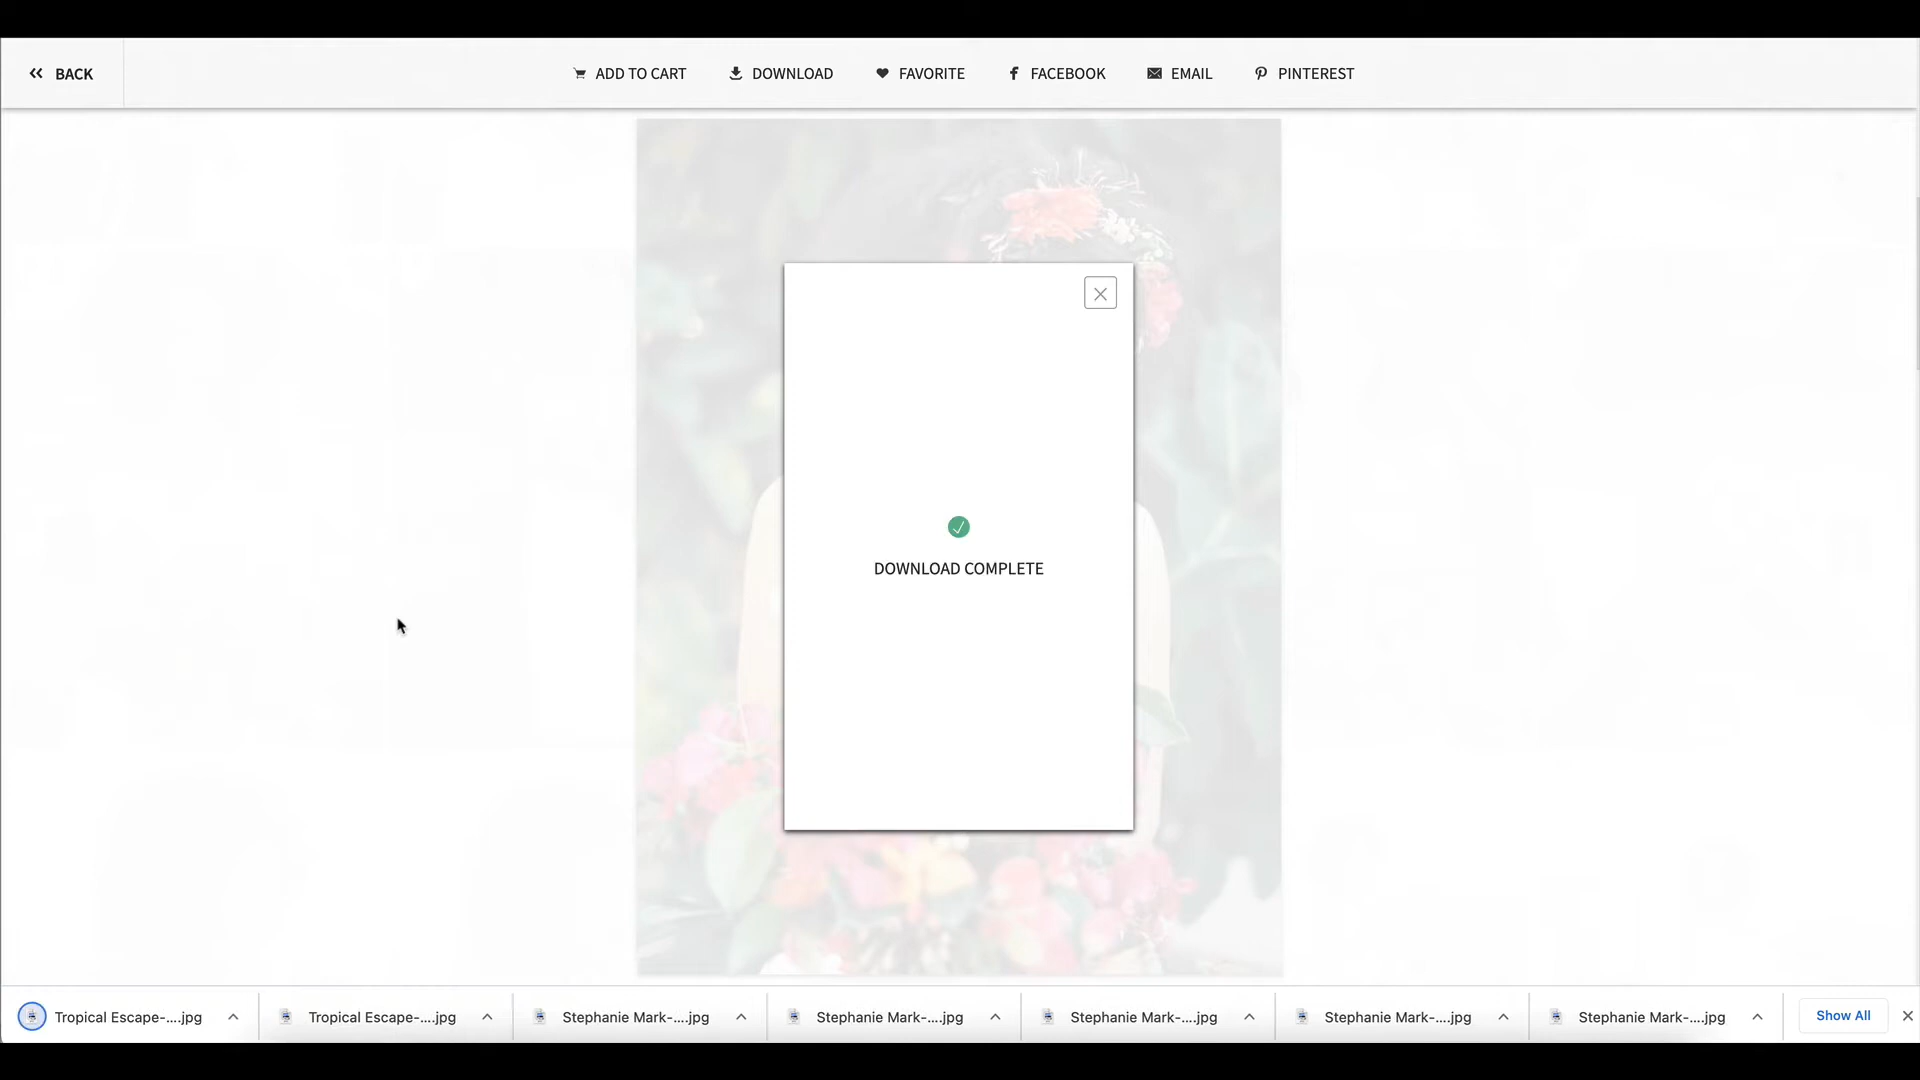 BACK
ADD TO CART
DOWNLOAD
FAVORITE
FACEBOOK
EMAIL
PINTEREST
DOWNLOAD COMPLETE
Tropical Escape-....jpg
Tropical Escape-....jpg
Stephanie Mark-....jpg
Stephanie Mark-....jpg
Stephanie Mark-....jpg
Stephanie Mark-....jpg
Stephanie Mark-....jpg
Show All